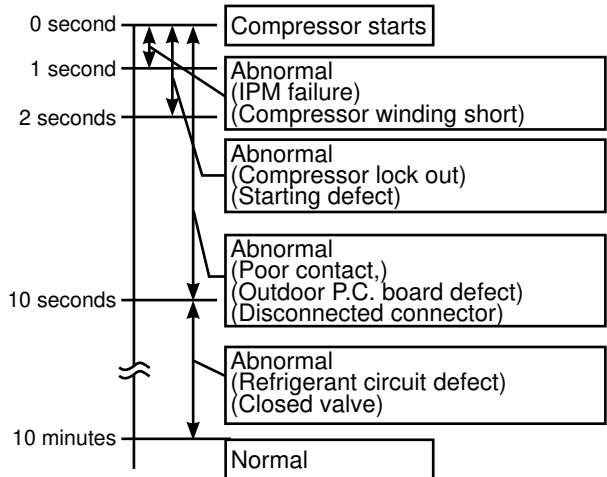 0 second
Compressor starts
1 second
Abnormal
(IPM failure)
(Compressor winding short)
2 seconds
Abnormal
(Compressor lock out)
(Starting defect)
Abnormal
(Poor contact,)
(Outdoor P.C. board defect)
(Disconnected connector)
10 seconds
Abnormal
(Refrigerant circuit defect)
(Closed valve)
10 minutes
Normal